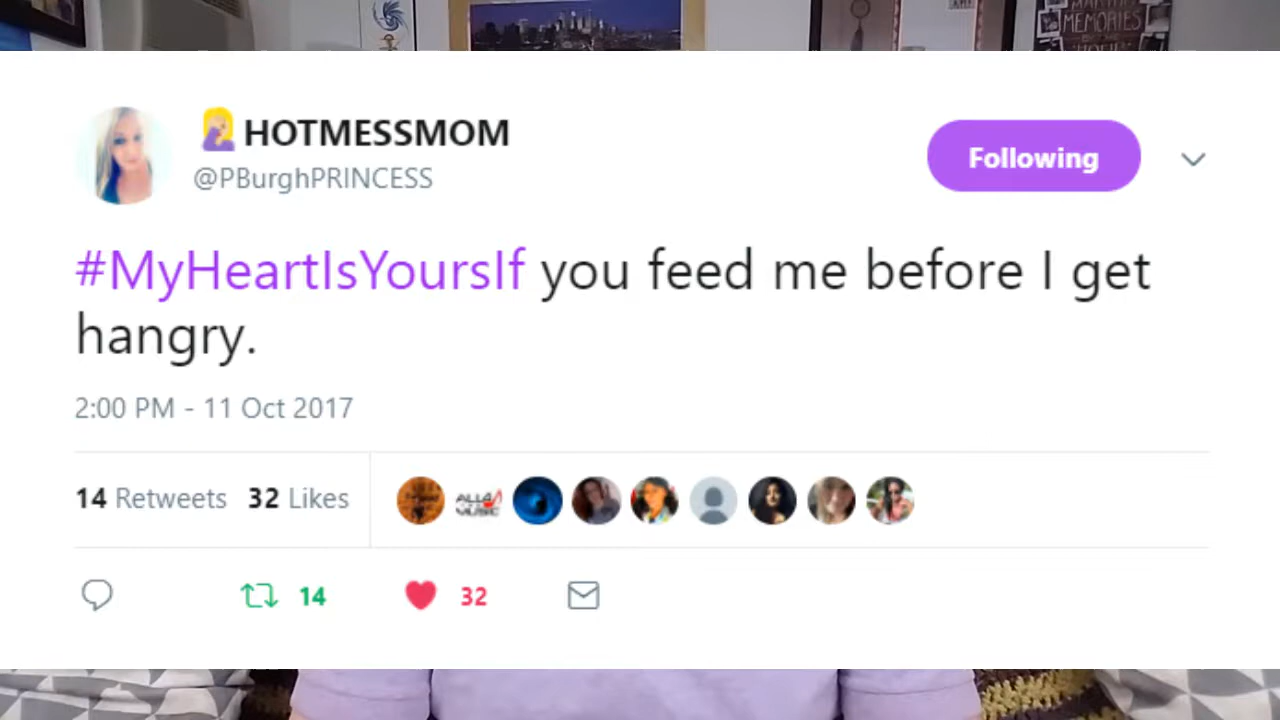 MEMORIES
🤦‍♀️HOTMESSMOM
@PBurghPRINCESS
Following
#MyHeartIsYoursIf you feed me before I get
hangry.
2:00 PM - 11 Oct 2017
14 Retweets 32 Likes
14 32